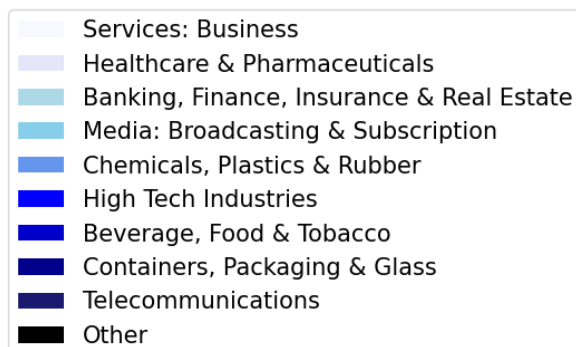 Services: Business
Healthcare & Pharmaceuticals
Banking, Finance, Insurance & Real Estate
Media: Broadcasting & Subscription
Chemicals, Plastics & Rubber
High Tech Industries
Beverage, Food & Tobacco
Containers, Packaging & Glass
Telecommunications
Other